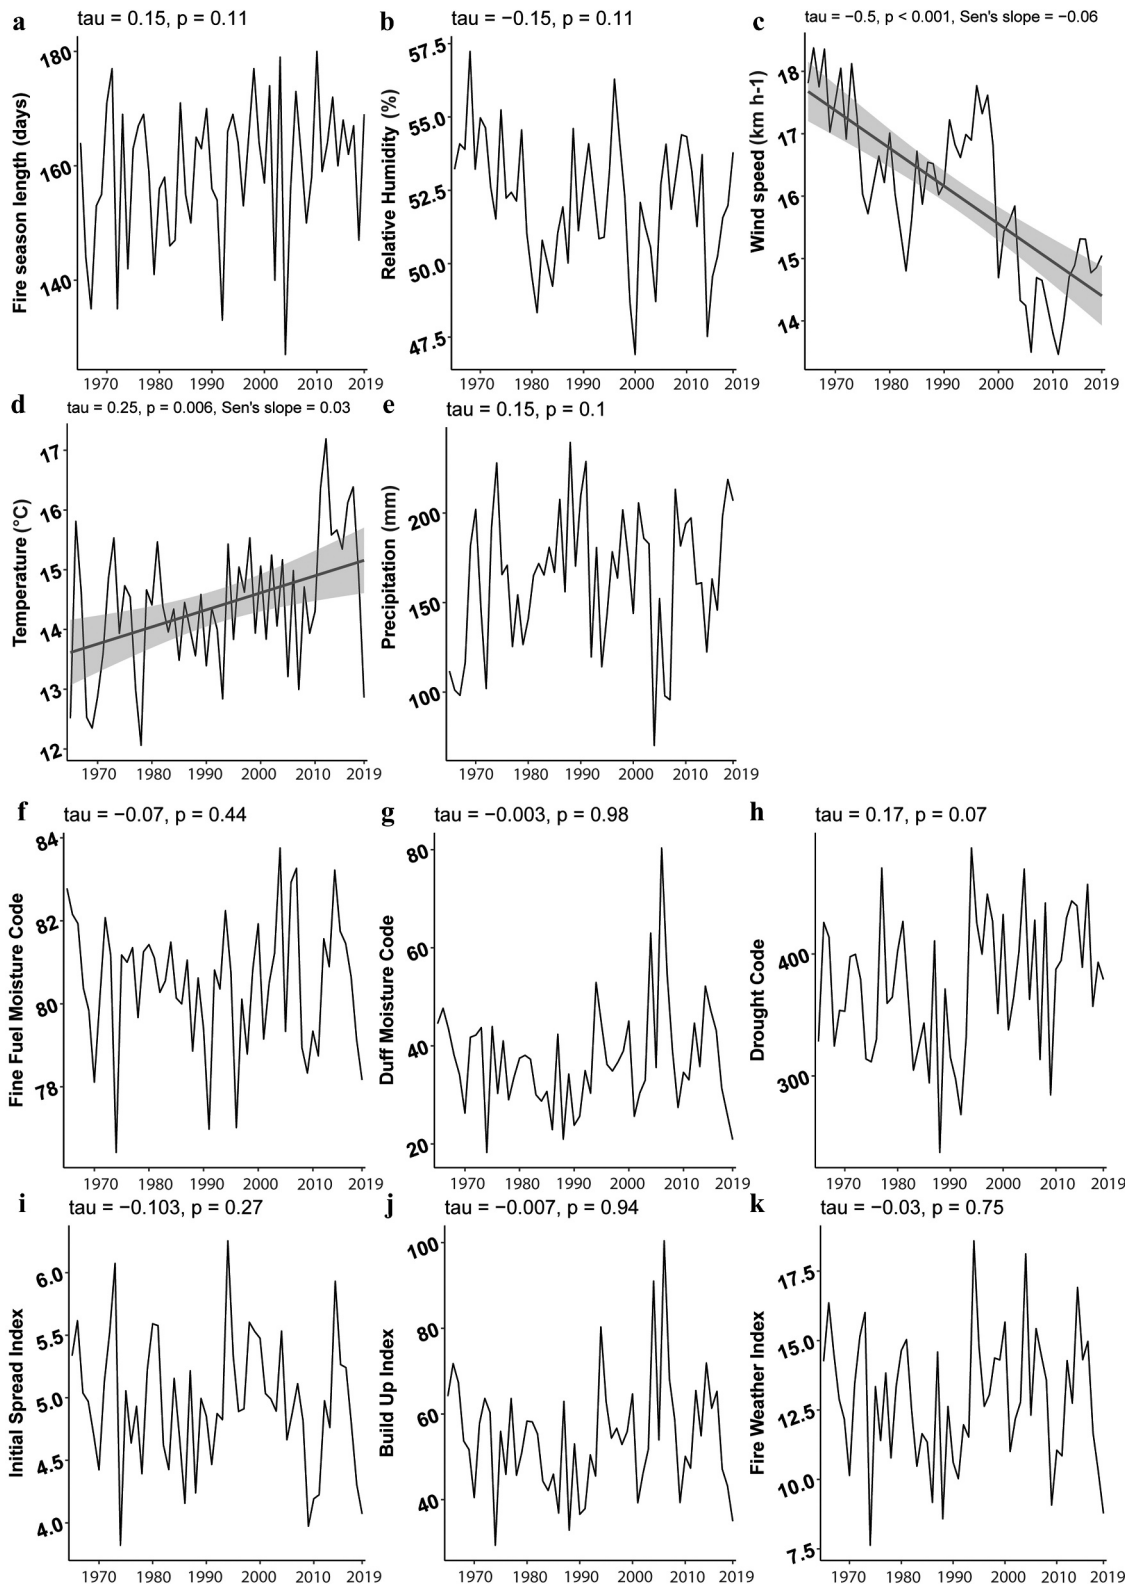 a
tau = 0.15, p = 0.11
Fire season length (days)
180
160
140
1970 1980 1990 2000 2010 2019
b
tau = −0.15, p = 0.11
Relative Humidity (%)
57.5
55.0
52.5
50.0
47.5
1970 1980 1990 2000 2010 2019
c
tau = −0.5, p < 0.001, Sen's slope = −0.06
Wind speed (km h-1)
18
17
16
15
14
1970 1980 1990 2000 2010 2019
d
tau = 0.25, p = 0.006, Sen's slope = 0.03
Temperature (°C)
17
16
15
14
13
12
1970 1980 1990 2000 2010 2019
e
tau = 0.15, p = 0.1
Precipitation (mm)
200
150
100
1970 1980 1990 2000 2010 2019
f
tau = −0.07, p = 0.44
Fine Fuel Moisture Code
84
82
80
78
1970 1980 1990 2000 2010 2019
g
tau = −0.003, p = 0.98
Duff Moisture Code
80
60
40
20
1970 1980 1990 2000 2010 2019
h
tau = 0.17, p = 0.07
Drought Code
400
300
1970 1980 1990 2000 2010 2019
i
tau = −0.103, p = 0.27
Initial Spread Index
6.0
5.5
5.0
4.5
4.0
1970 1980 1990 2000 2010 2019
j
tau = −0.007, p = 0.94
Build Up Index
100
80
60
40
1970 1980 1990 2000 2010 2019
k
tau = −0.03, p = 0.75
Fire Weather Index
17.5
15.0
12.5
10.0
7.5
1970 1980 1990 2000 2010 2019